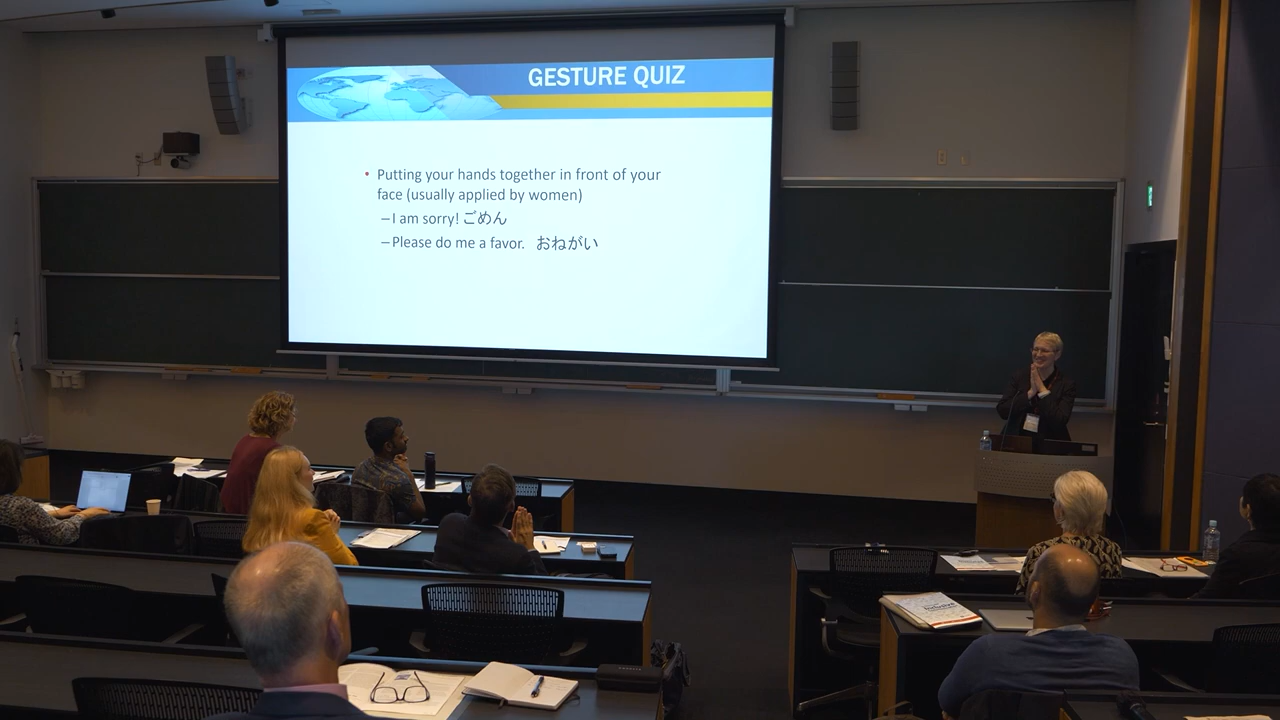 GESTURE QUIZ
• Putting your hands together in front of your
face (usually applied by women)
– I am sorry! ごめん
– Please do me a favor. おねがい